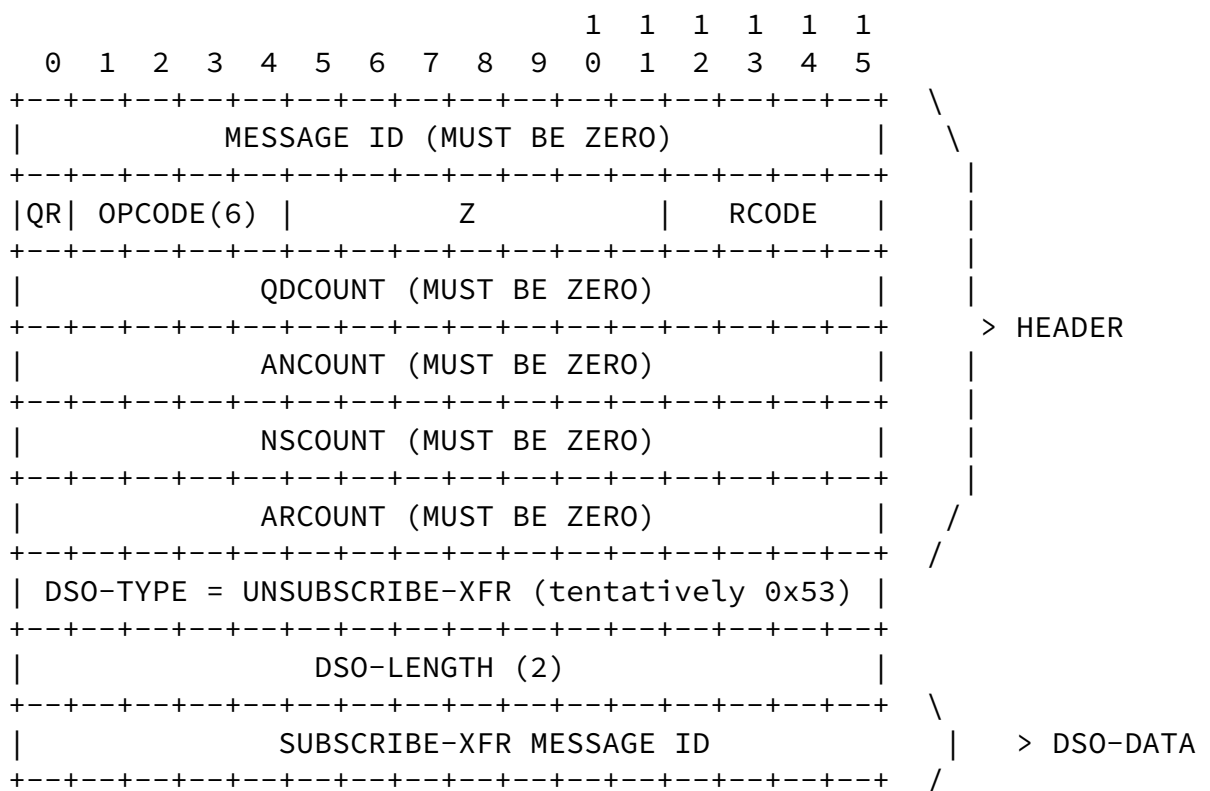 1  1  1  1  1  1
   0  1  2  3  4  5  6  7  8  9  0  1  2  3  4  5
 +--+--+--+--+--+--+--+--+--+--+--+--+--+--+--+--+  \
 |           MESSAGE ID (MUST BE ZERO)           |   \
 +--+--+--+--+--+--+--+--+--+--+--+--+--+--+--+--+    |
 |QR| OPCODE(6) |         Z          |   RCODE   |    |
 +--+--+--+--+--+--+--+--+--+--+--+--+--+--+--+--+    |
 |             QDCOUNT (MUST BE ZERO)            |    |
 +--+--+--+--+--+--+--+--+--+--+--+--+--+--+--+--+     > HEADER
 |             ANCOUNT (MUST BE ZERO)            |    |
 +--+--+--+--+--+--+--+--+--+--+--+--+--+--+--+--+    |
 |             NSCOUNT (MUST BE ZERO)            |    |
 +--+--+--+--+--+--+--+--+--+--+--+--+--+--+--+--+    |
 |             ARCOUNT (MUST BE ZERO)            |   /
 +--+--+--+--+--+--+--+--+--+--+--+--+--+--+--+--+  /
 | DSO-TYPE = UNSUBSCRIBE-XFR (tentatively 0x53) |
 +--+--+--+--+--+--+--+--+--+--+--+--+--+--+--+--+
 |                DSO-LENGTH (2)                 |
 +--+--+--+--+--+--+--+--+--+--+--+--+--+--+--+--+  \
 |              SUBSCRIBE-XFR MESSAGE ID             |   > DSO-DATA
 +--+--+--+--+--+--+--+--+--+--+--+--+--+--+--+--+  /